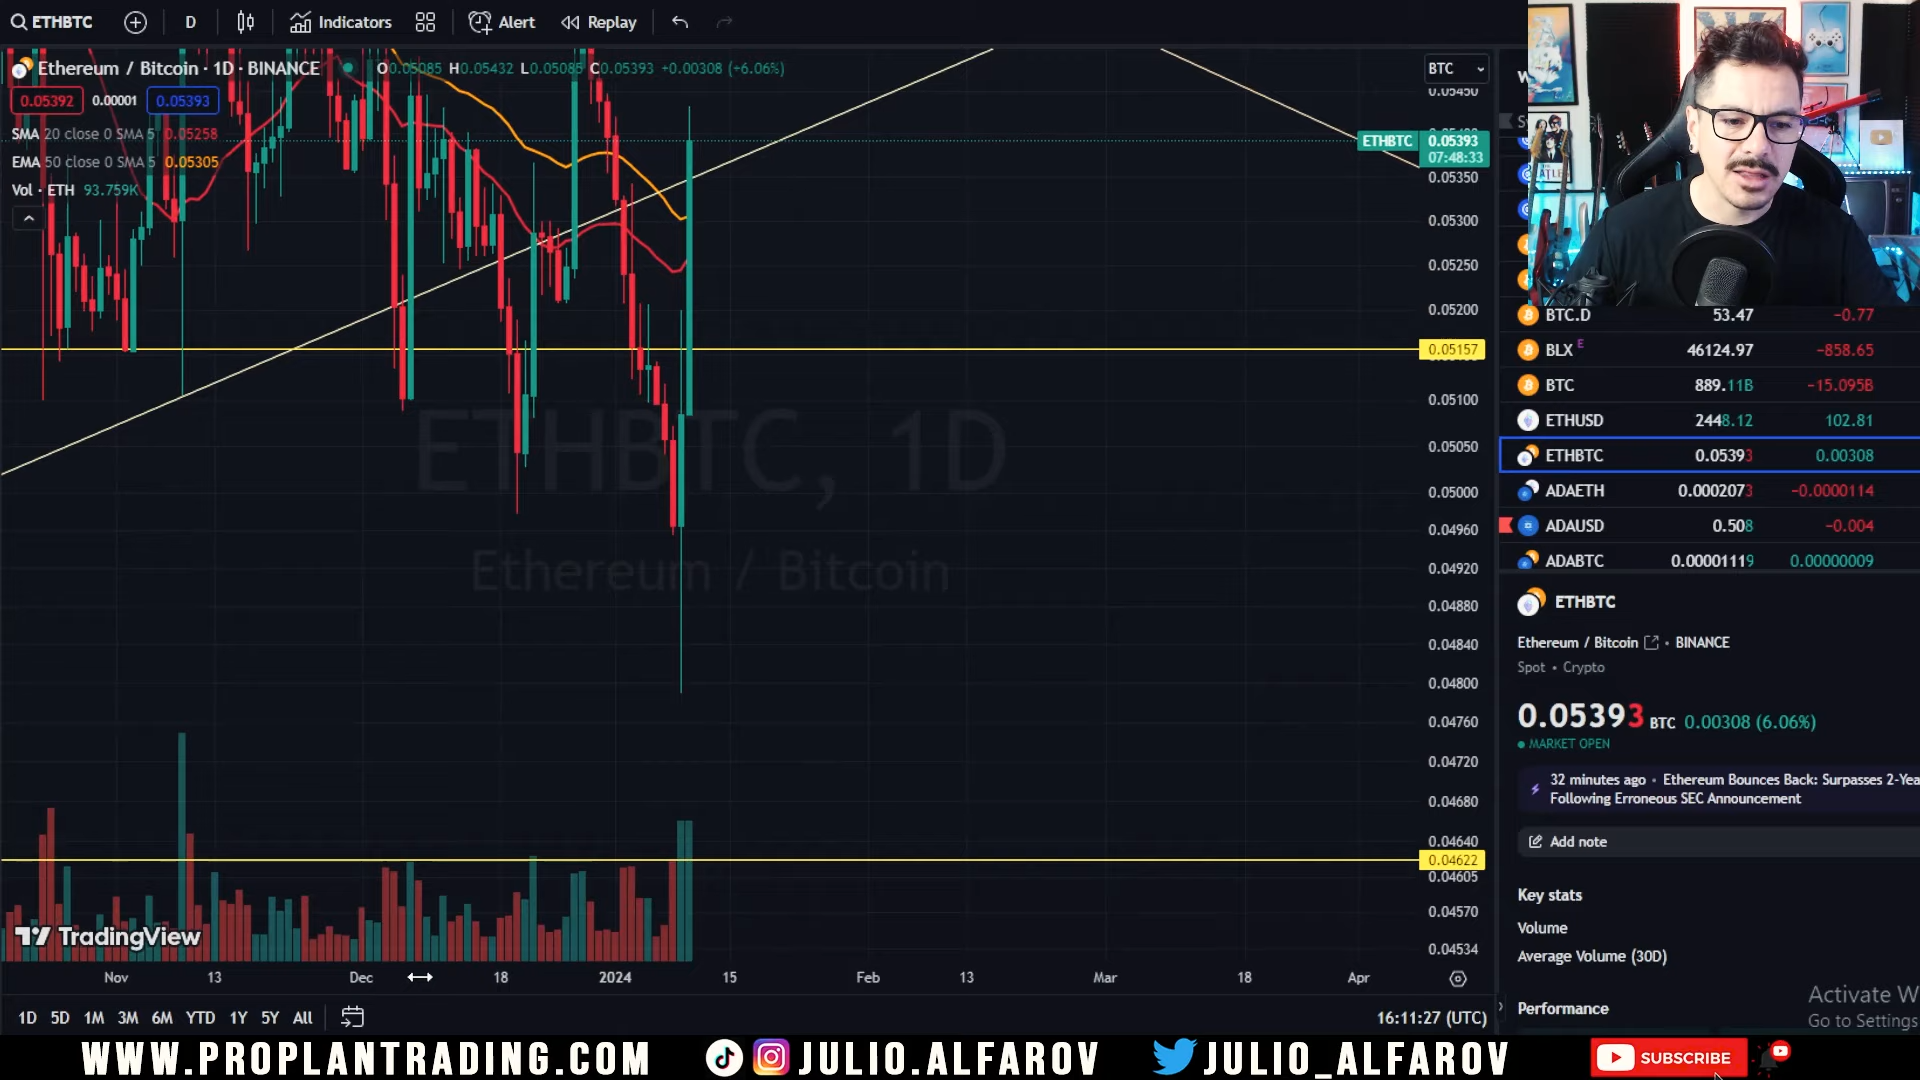 ETHBTC D Indicators Alert Replay
Ethereum / Bitcoin · 1D · BINANCE O0.05085 H0.05432 L0.05085 C0.05393 +0.00308 (+6.06%)
0.05392 0.00001 0.05393
SMA 20 close 0 SMA 5 0.05258
EMA 50 close 0 SMA 5 0.05305
Vol · ETH 93.759K
BTC
0.05450
ETHBTC 0.05393
07:48:33
0.05350
0.05300
0.05250
0.05200
0.05157
0.05100
0.05050
0.05000
0.04960
0.04920
0.04880
0.04840
0.04800
0.04760
0.04720
0.04680
0.04640
0.04622
0.04605
0.04570
0.04534
ETHBTC, 1D
Ethereum / Bitcoin
TradingView
Nov 13 Dec 18 2024 15 Feb 13 Mar 18 Apr
1D 5D 1M 3M 6M YTD 1Y 5Y All 16:11:27 (UTC)
BTC.D 53.47 −0.77
BLX E 46124.97 −858.65
BTC 889.11B −15.095B
ETHUSD 2448.12 102.81
ETHBTC 0.05393 0.00308
ADAETH 0.0002073 −0.0000114
ADAUSD 0.508 −0.004
ADABTC 0.00001119 0.00000009
ETHBTC
Ethereum / Bitcoin • BINANCE
Spot • Crypto
0.05393 BTC 0.00308 (6.06%)
MARKET OPEN
32 minutes ago • Ethereum Bounces Back: Surpasses 2-Yea
Following Erroneous SEC Announcement
Add note
Key stats
Volume
Average Volume (30D)
Performance
Activate W
Go to Settings
WWW.PROPLANTRADING.COM JULIO.ALFAROV JULIO_ALFAROV SUBSCRIBE